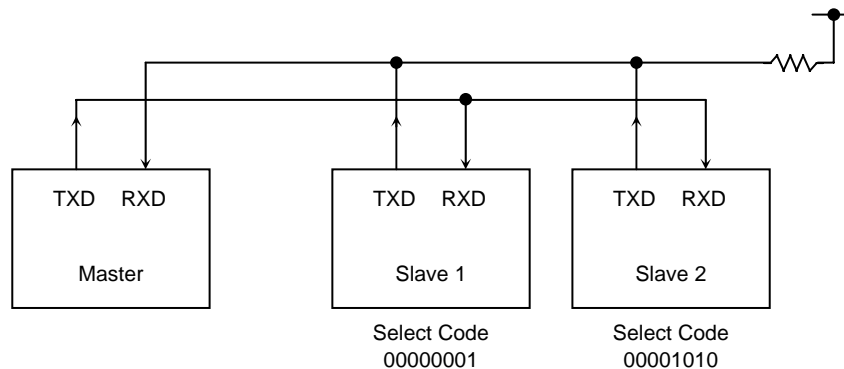 TXD RXD
Master
TXD RXD
Slave 1
Select Code
00000001
TXD RXD
Slave 2
Select Code
00001010